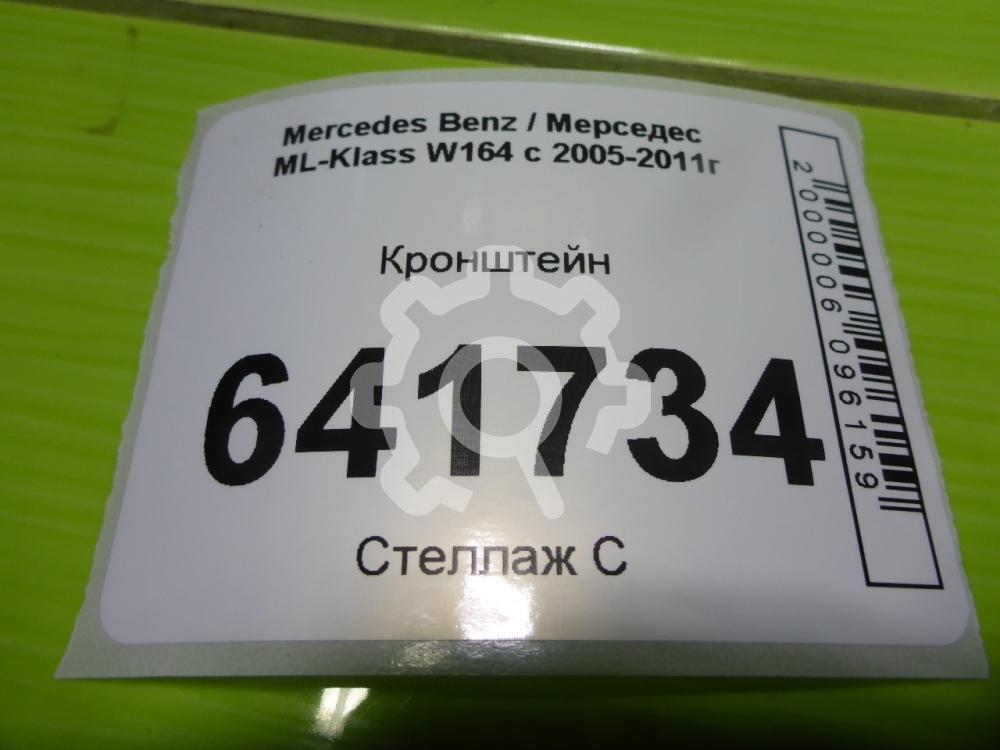 Mercedes Benz / Мерседес
ML-Klass W164 с 2005-2011г
Кронштейн
641734
Стеллаж С
2000006096159